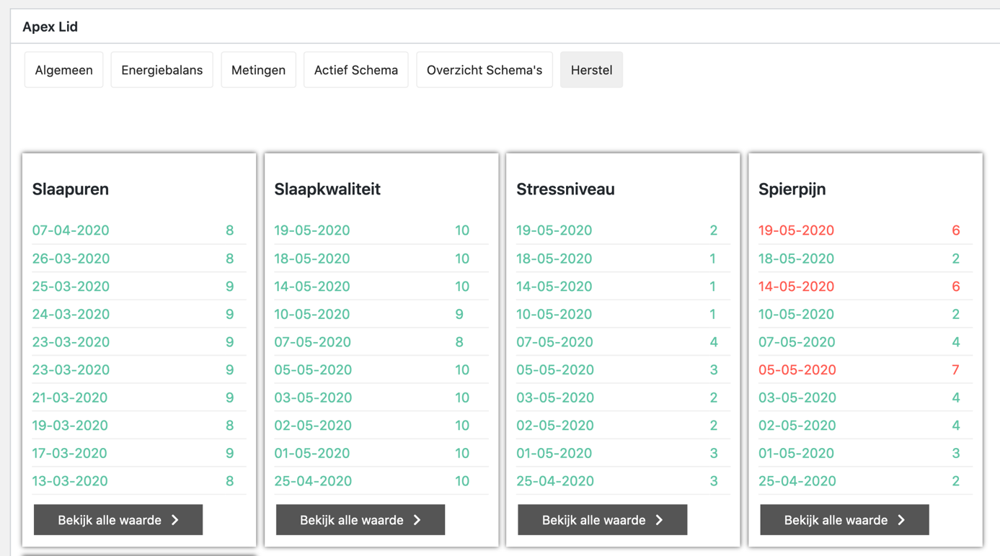 Apex Lid
Algemeen
Energiebalans
Metingen
Actief Schema
Overzicht Schema's
Herstel
Slaapuren
07-04-2020 8
26-03-2020 8
25-03-2020 9
24-03-2020 9
23-03-2020 9
23-03-2020 9
21-03-2020 9
19-03-2020 8
17-03-2020 9
13-03-2020 8
Bekijk alle waarde
Slaapkwaliteit
19-05-2020 10
18-05-2020 10
14-05-2020 10
10-05-2020 9
07-05-2020 8
05-05-2020 10
03-05-2020 10
02-05-2020 10
01-05-2020 10
25-04-2020 10
Bekijk alle waarde
Stressniveau
19-05-2020 2
18-05-2020 1
14-05-2020 1
10-05-2020 1
07-05-2020 4
05-05-2020 3
03-05-2020 2
02-05-2020 2
01-05-2020 3
25-04-2020 3
Bekijk alle waarde
Spierpijn
19-05-2020 6
18-05-2020 2
14-05-2020 6
10-05-2020 2
07-05-2020 4
05-05-2020 7
03-05-2020 4
02-05-2020 4
01-05-2020 3
25-04-2020 2
Bekijk alle waarde